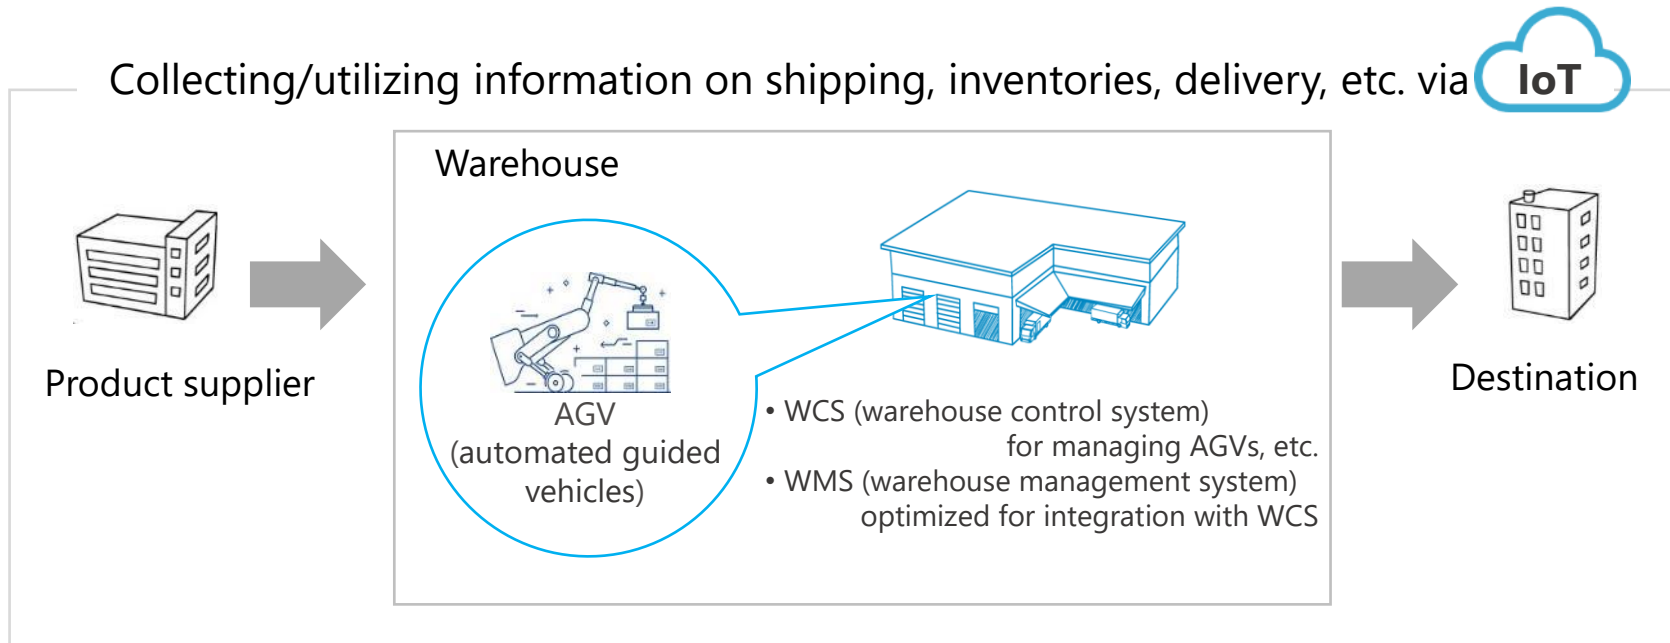 Collecting/utilizing information on shipping, inventories, delivery, etc. via IoT
Warehouse
Product supplier
AGV
(automated guided
vehicles)
• WCS (warehouse control system)
for managing AGVs, etc.
• WMS (warehouse management system)
optimized for integration with WCS
Destination